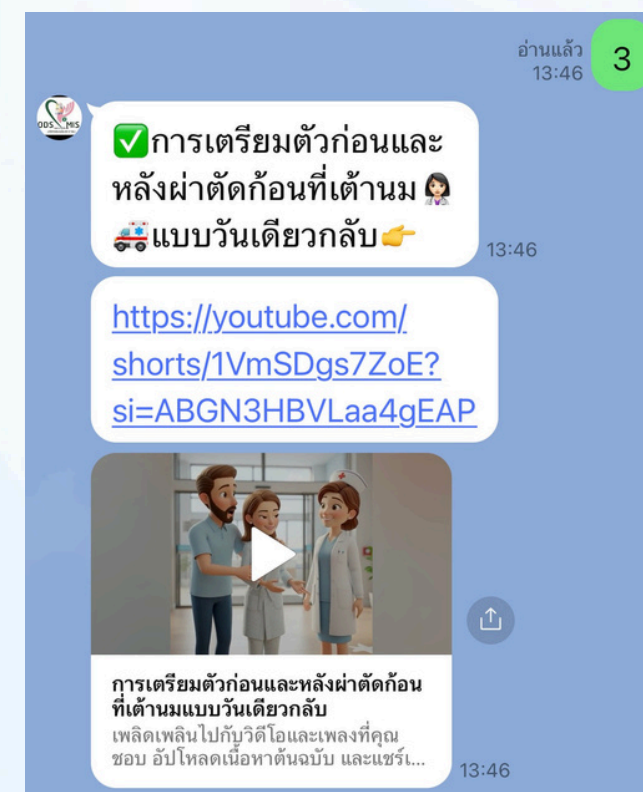 อ่านแล้ว
13:46
3
ODS MIS
✅การเตรียมตัวก่อนและ
หลังผ่าตัดก้อนที่เต้านม👩🏻‍⚕️
🚑แบบวันเดียวกลับ👉
13:46
https://youtube.com/
shorts/1VmSDgs7ZoE?
si=ABGN3HBVLaa4gEAP
การเตรียมตัวก่อนและหลังผ่าตัดก้อน
ที่เต้านมแบบวันเดียวกลับ
เพลิดเพลินไปกับวิดีโอและเพลงที่คุณ
ชอบ อัปโหลดเนื้อหาต้นฉบับ และแชร์เ...
13:46